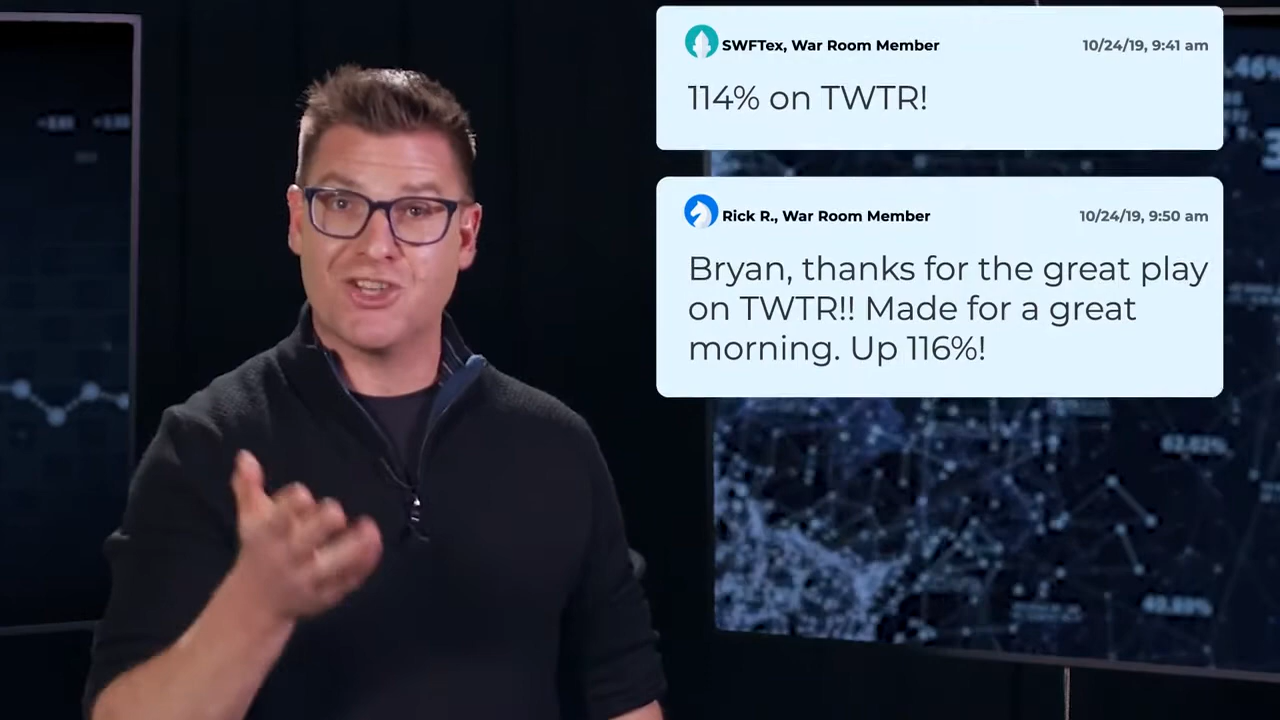 SWFTex, War Room Member 10/24/19, 9:41 am
114% on TWTR!
Rick R., War Room Member 10/24/19, 9:50 am
Bryan, thanks for the great play
on TWTR!! Made for a great
morning. Up 116%!